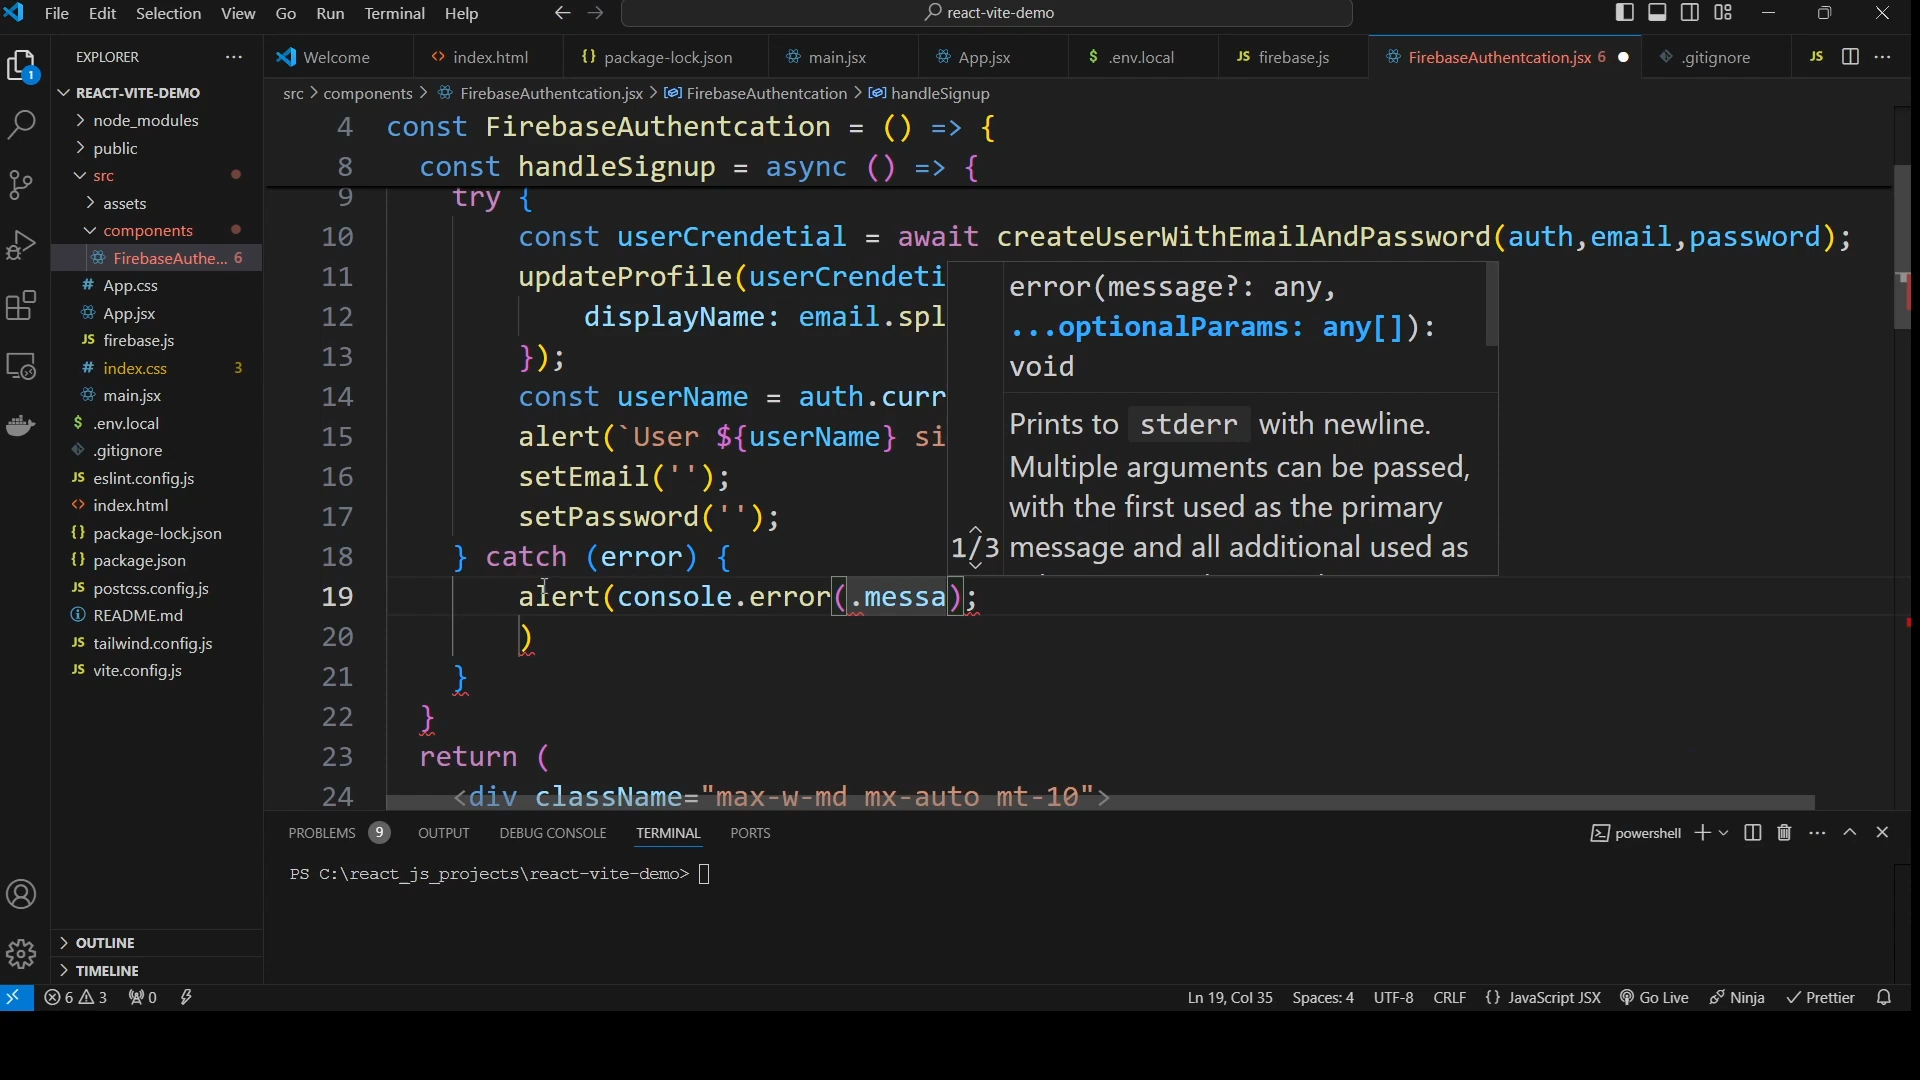 File Edit Selection View Go Run Terminal Help
react-vite-demo
EXPLORER
Welcome index.html package-lock.json main.jsx App.jsx .env.local firebase.js FirebaseAuthentcation.jsx 6 .gitignore
src > components > FirebaseAuthentcation.jsx > FirebaseAuthentcation > handleSignup
1
REACT-VITE-DEMO
node_modules
public
src
assets
components
FirebaseAuthe... 6
App.css
App.jsx
firebase.js
index.css 3
main.jsx
.env.local
.gitignore
eslint.config.js
index.html
package-lock.json
package.json
postcss.config.js
README.md
tailwind.config.js
vite.config.js
OUTLINE
TIMELINE
4 const FirebaseAuthentcation = () => {
8 const handleSignup = async () => {
9 try {
10 const userCrendetial = await createUserWithEmailAndPassword(auth,email,password);
11 updateProfile(userCrendeti
12 displayName: email.spl
13 });
14 const userName = auth.curr
15 alert(`User ${userName} si
16 setEmail('');
17 setPassword('');
18 } catch (error) {
19 alert(console.error(.messa);
20 )
21 }
22 }
23 return (
24 <div className="max-w-md mx-auto mt-10">
error(message?: any,
...optionalParams: any[]):
void
Prints to stderr with newline.
Multiple arguments can be passed,
with the first used as the primary
1/3 message and all additional used as
PROBLEMS 9 OUTPUT DEBUG CONSOLE TERMINAL PORTS
powershell
PS C:\react_js_projects\react-vite-demo>
6 3 0
Ln 19, Col 35 Spaces: 4 UTF-8 CRLF {} JavaScript JSX Go Live Ninja Prettier